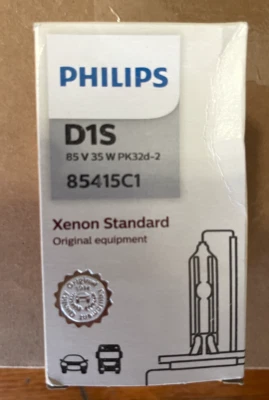 PHILIPS
D1S
85 V 35 W PK32d-2
85415C1
Xenon Standard
Original equipment